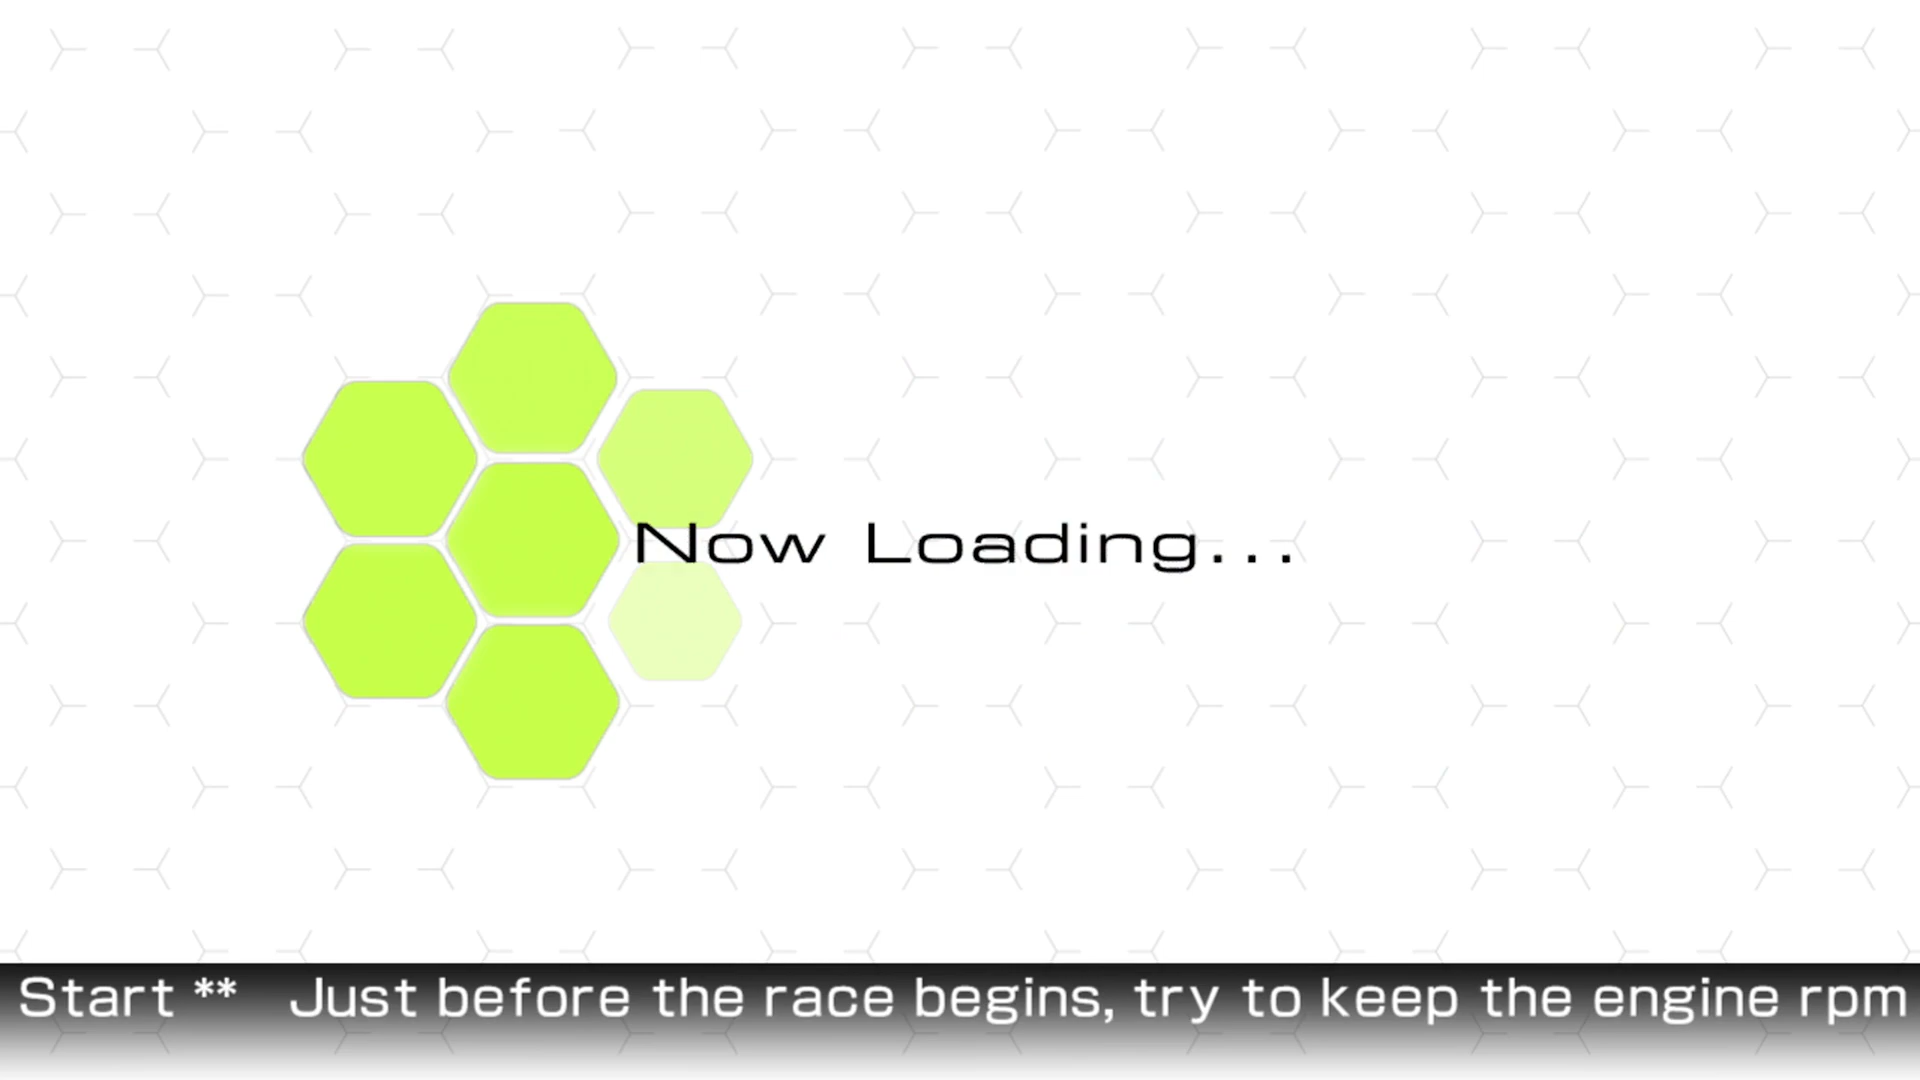 Now Loading...
Start ** Just before the race begins, try to keep the engine rpm